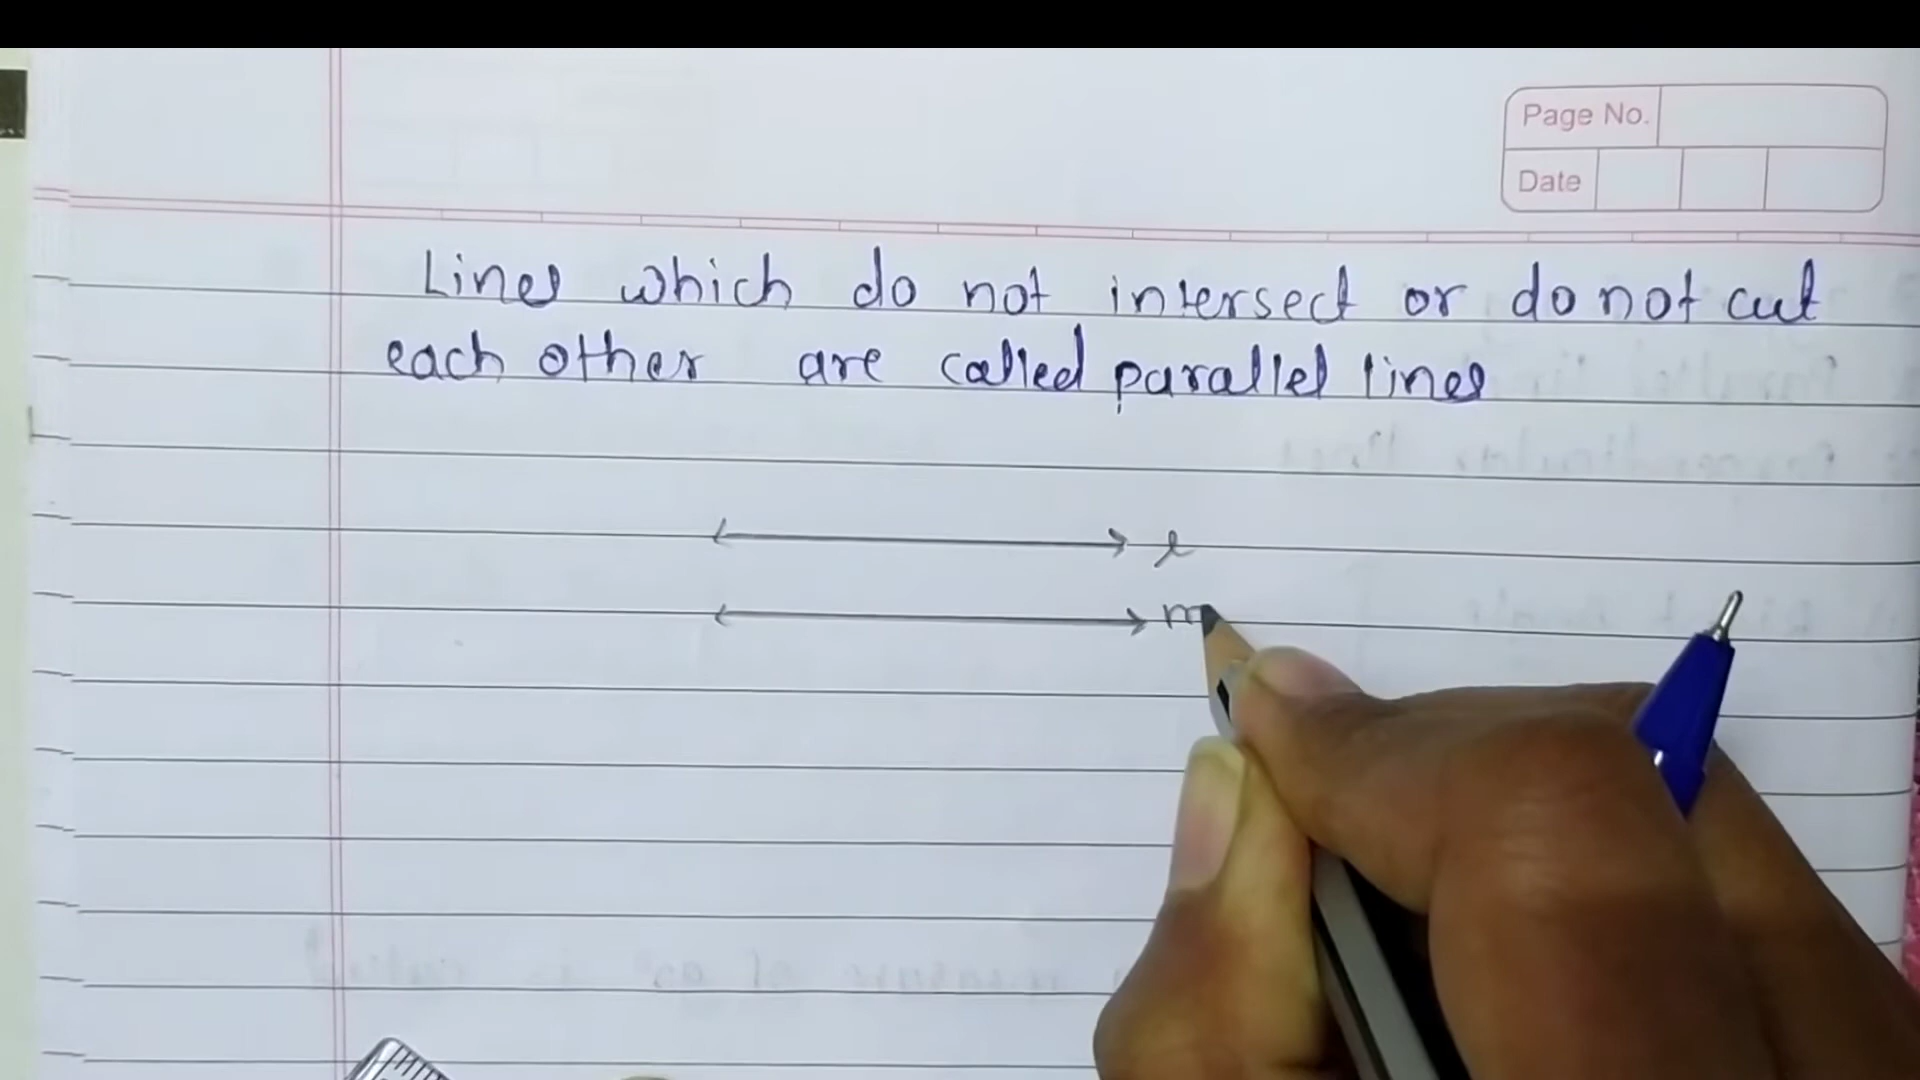 Page No.
Date
Lines which do not intersect or do not cut
each other are called parallel lines
l
m